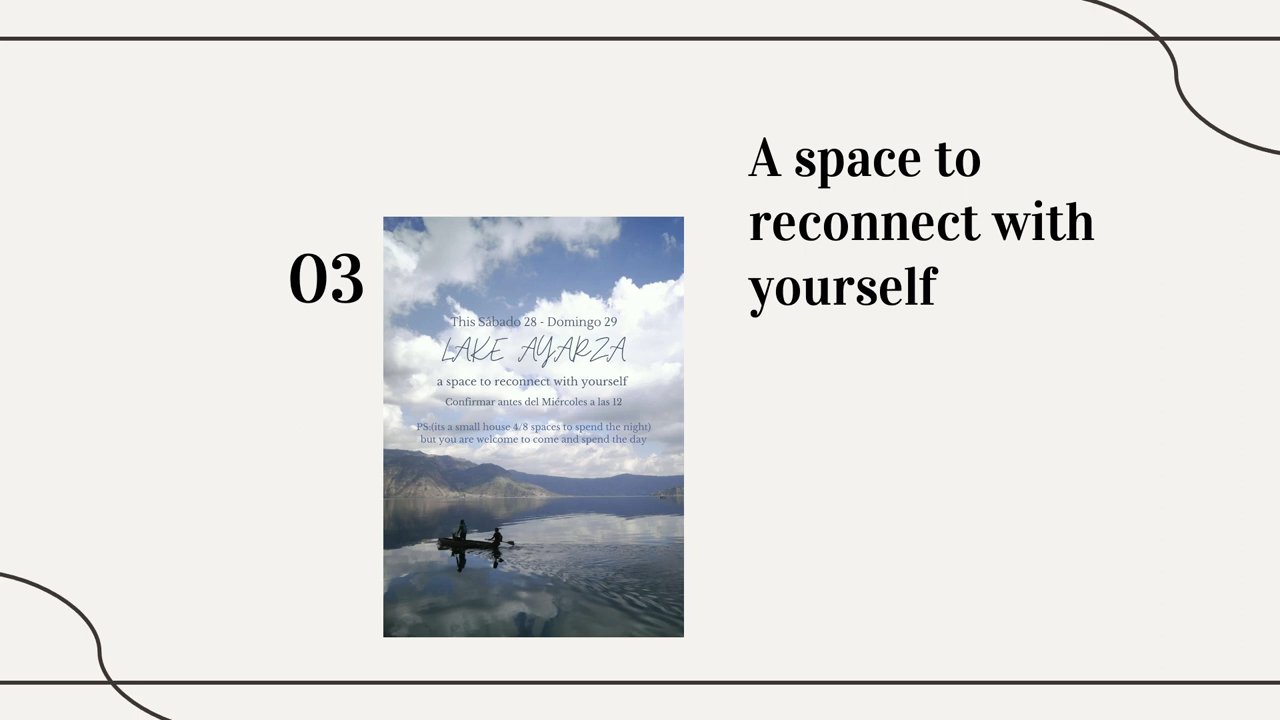 03
This Sábado 28 - Domingo 29
LAKE AYARZA
a space to reconnect with yourself
Confirmar antes del Miércoles a las 12
PS:(its a small house 4/8 spaces to spend the night)
but you are welcome to come and spend the day
A space to
reconnect with
yourself